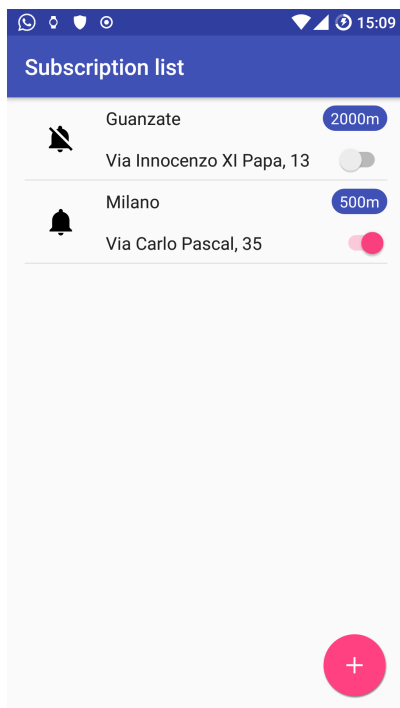 15:09
Subscription list
Guanzate
2000m
Via Innocenzo XI Papa, 13
Milano
500m
Via Carlo Pascal, 35
+